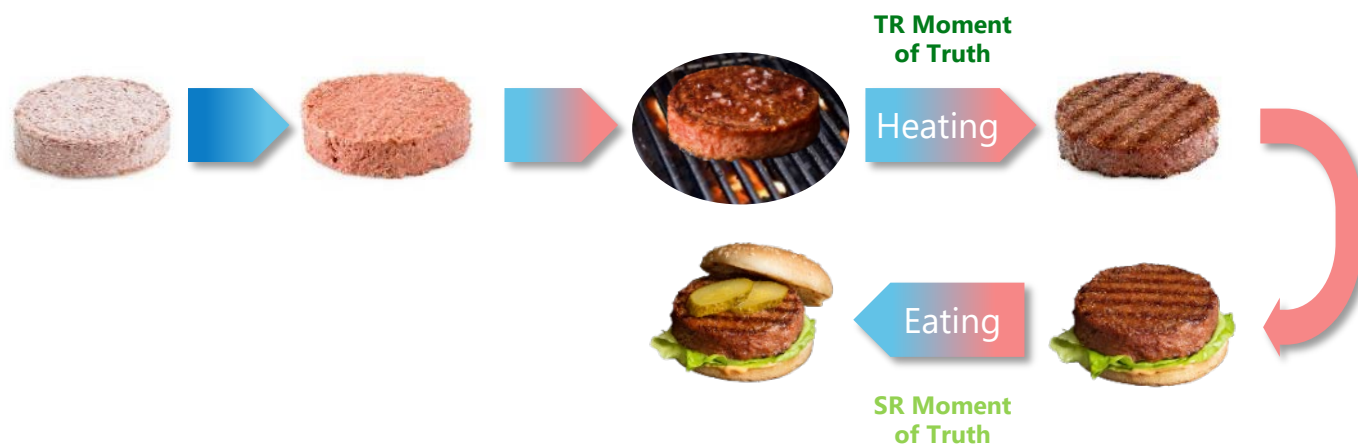 TR Moment
of Truth
Heating
Eating
SR Moment
of Truth